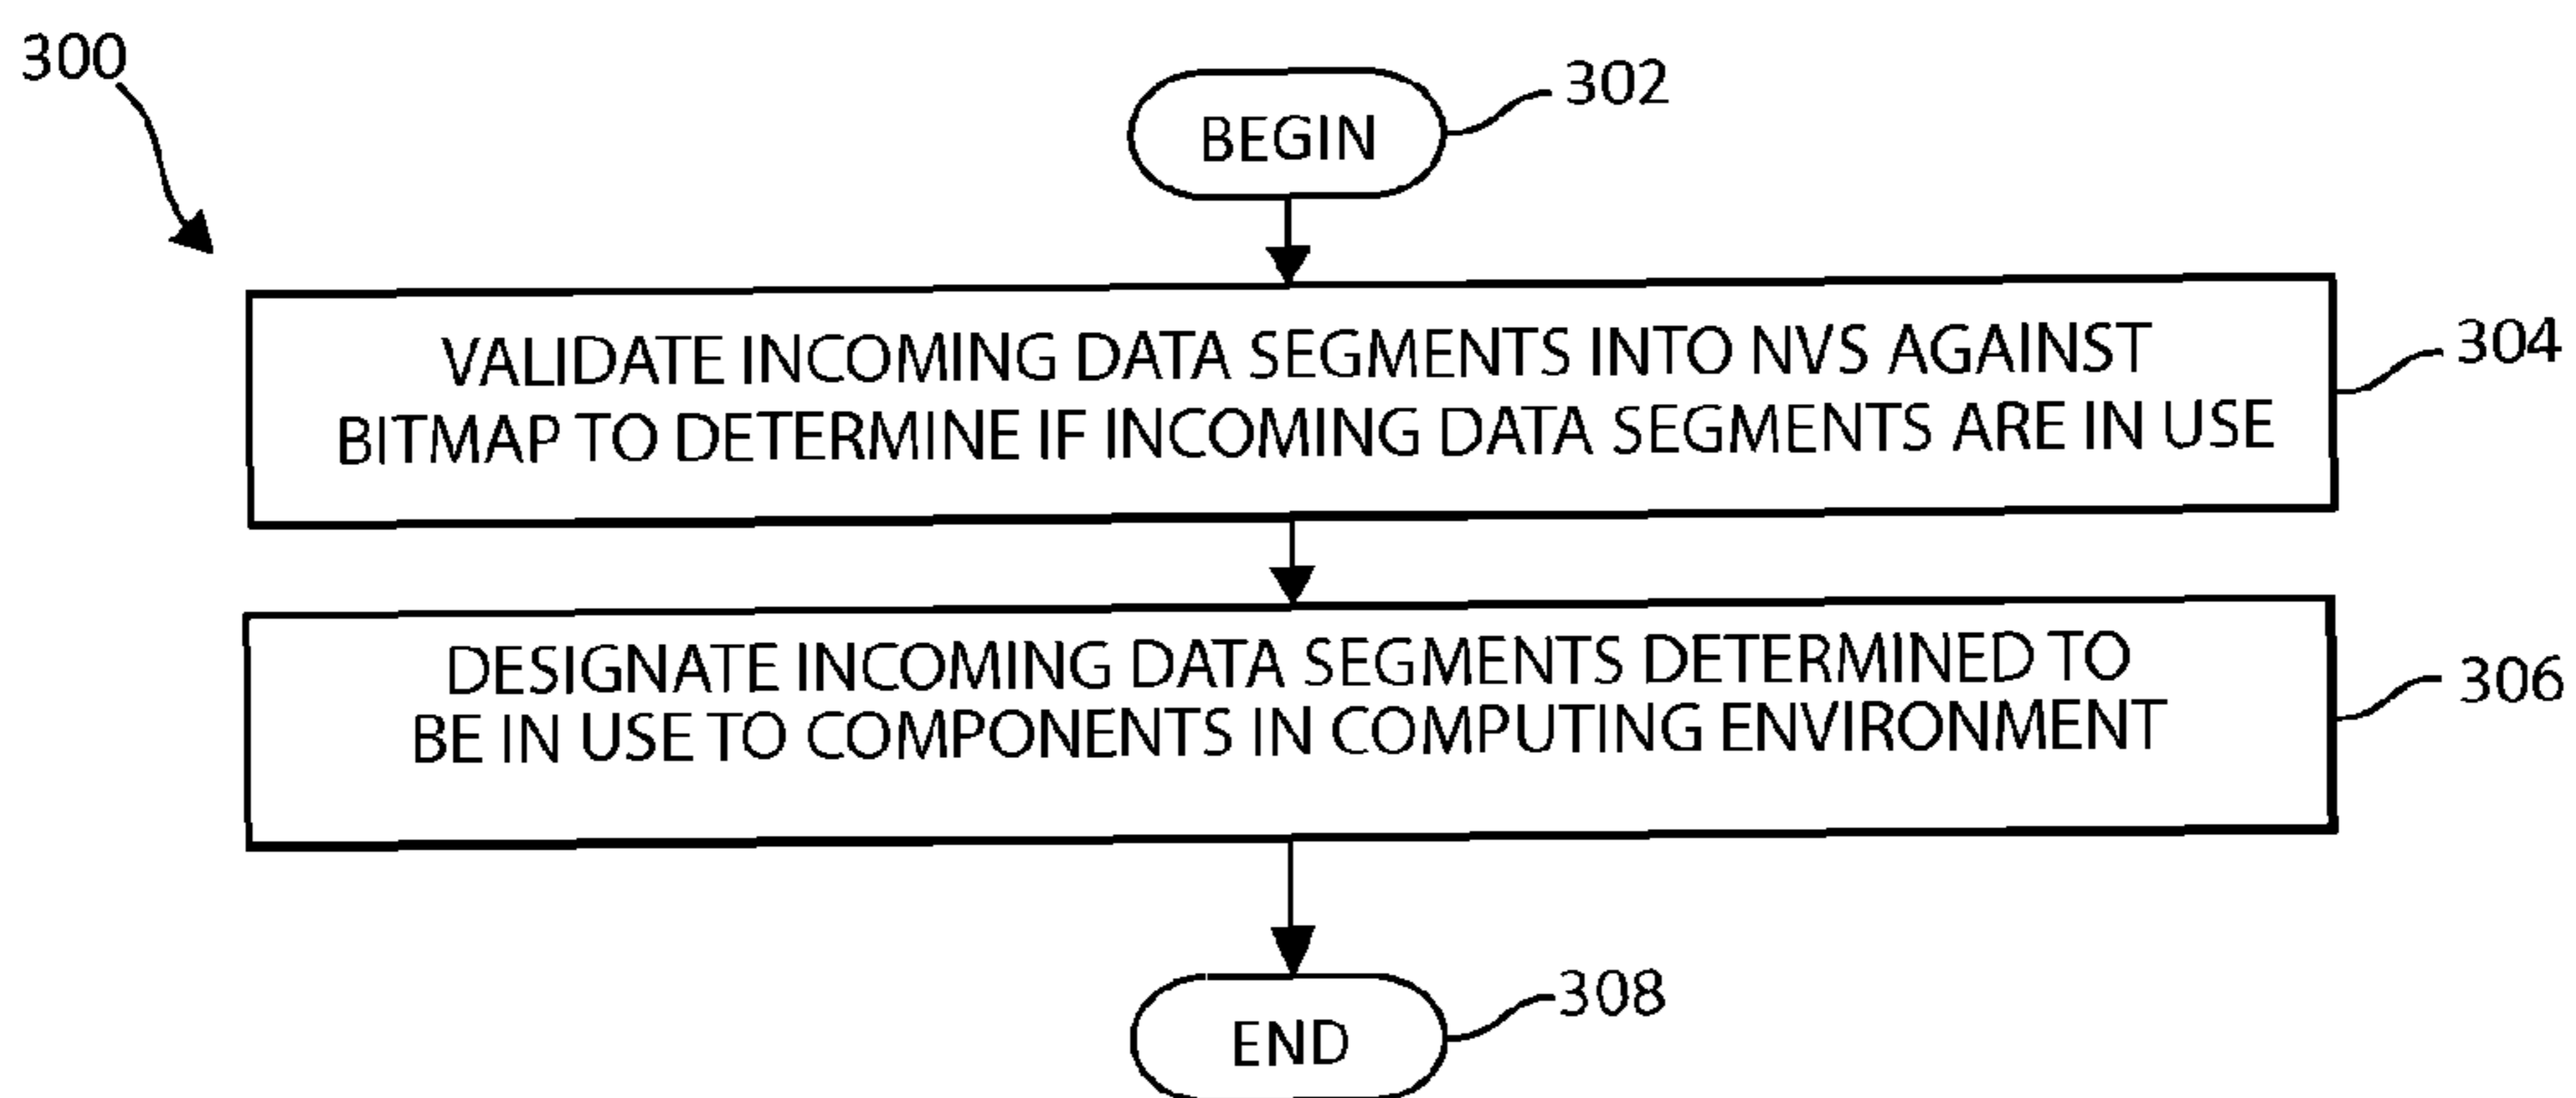 300
BEGIN
302
VALIDATE INCOMING DATA SEGMENTS INTO NVS AGAINST
BITMAP TO DETERMINE IF INCOMING DATA SEGMENTS ARE IN USE
304
DESIGNATE INCOMING DATA SEGMENTS DETERMINED TO
BE IN USE TO COMPONENTS IN COMPUTING ENVIRONMENT
306
END
308